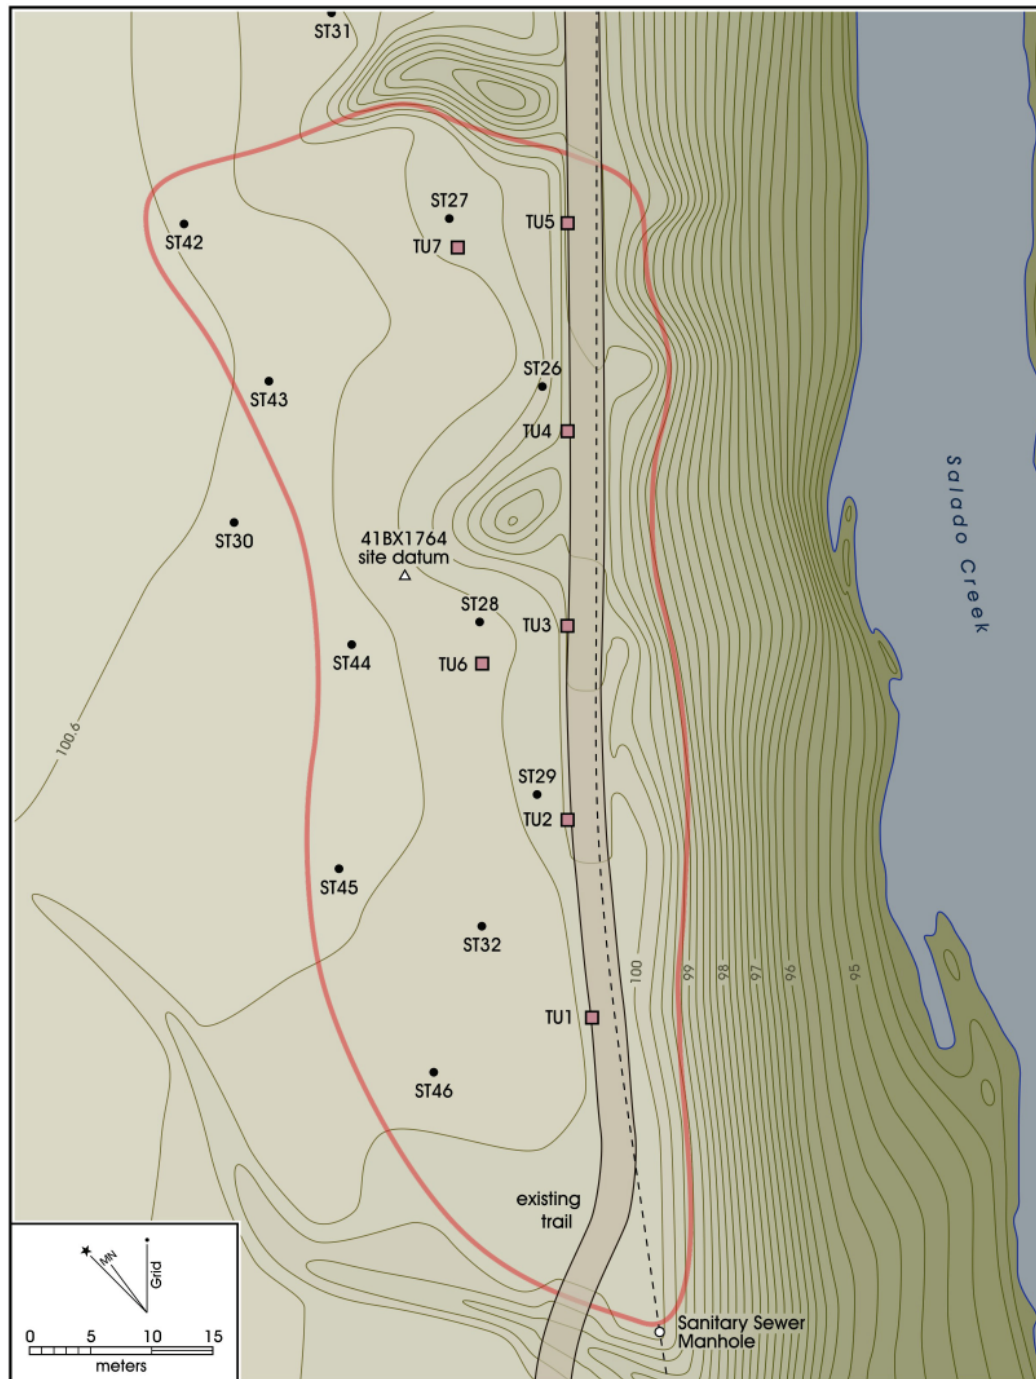 ST31
ST27
ST42
TU5
TU7
ST26
ST43
TU4
Salado Creek
ST30
41BX1764
site datum
ST28
TU3
ST44
TU6
100.6
ST29
TU2
ST45
ST32
100
99
98
97
96
95
TU1
ST46
existing
trail
MN
Grid
0 5 10 15
meters
Sanitary Sewer
Manhole